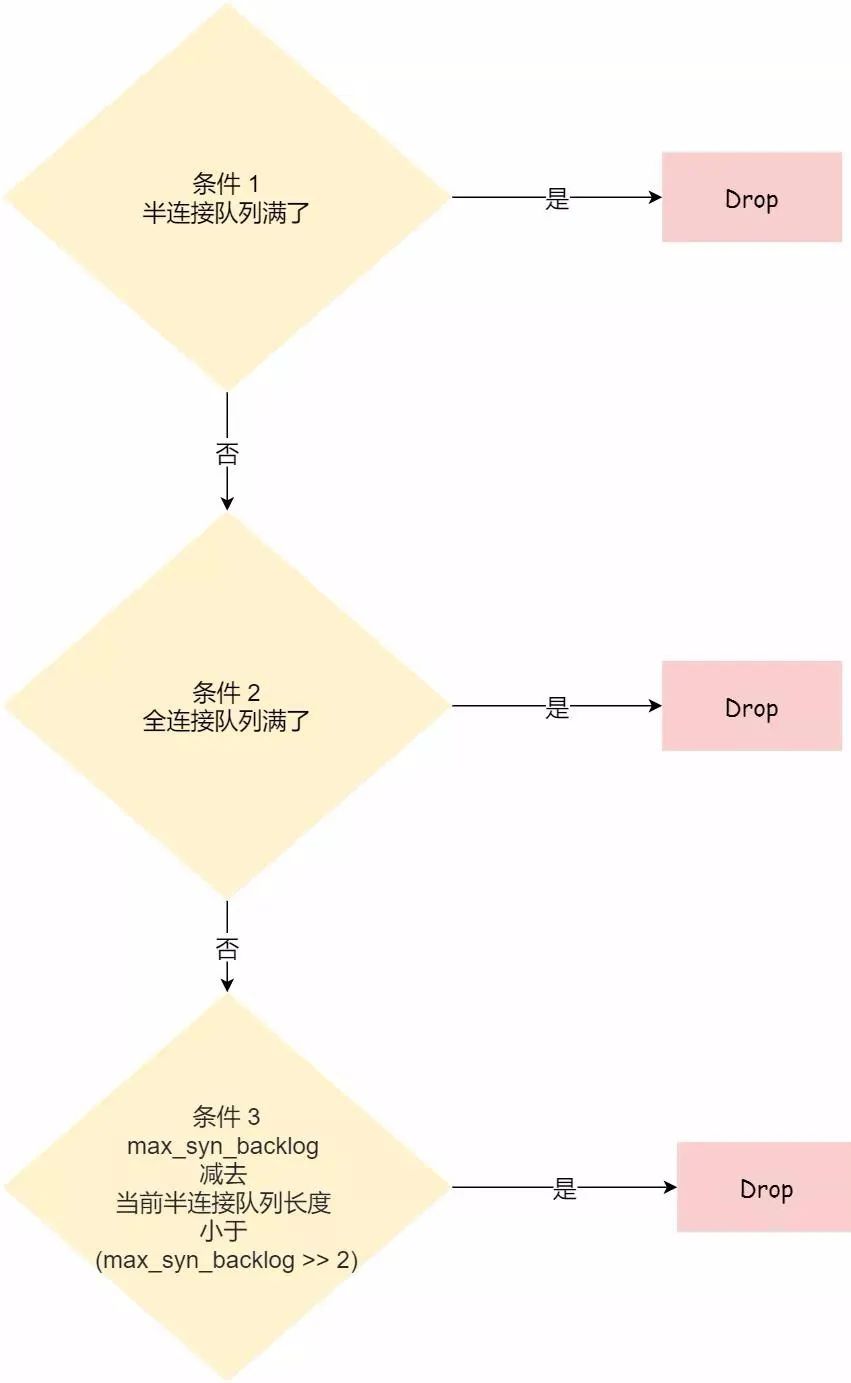 条件 1
半连接队列满了
是
Drop
否
条件 2
全连接队列满了
是
Drop
否
条件 3
max_syn_backlog
减去
当前半连接队列长度
小于
(max_syn_backlog >> 2)
是
Drop